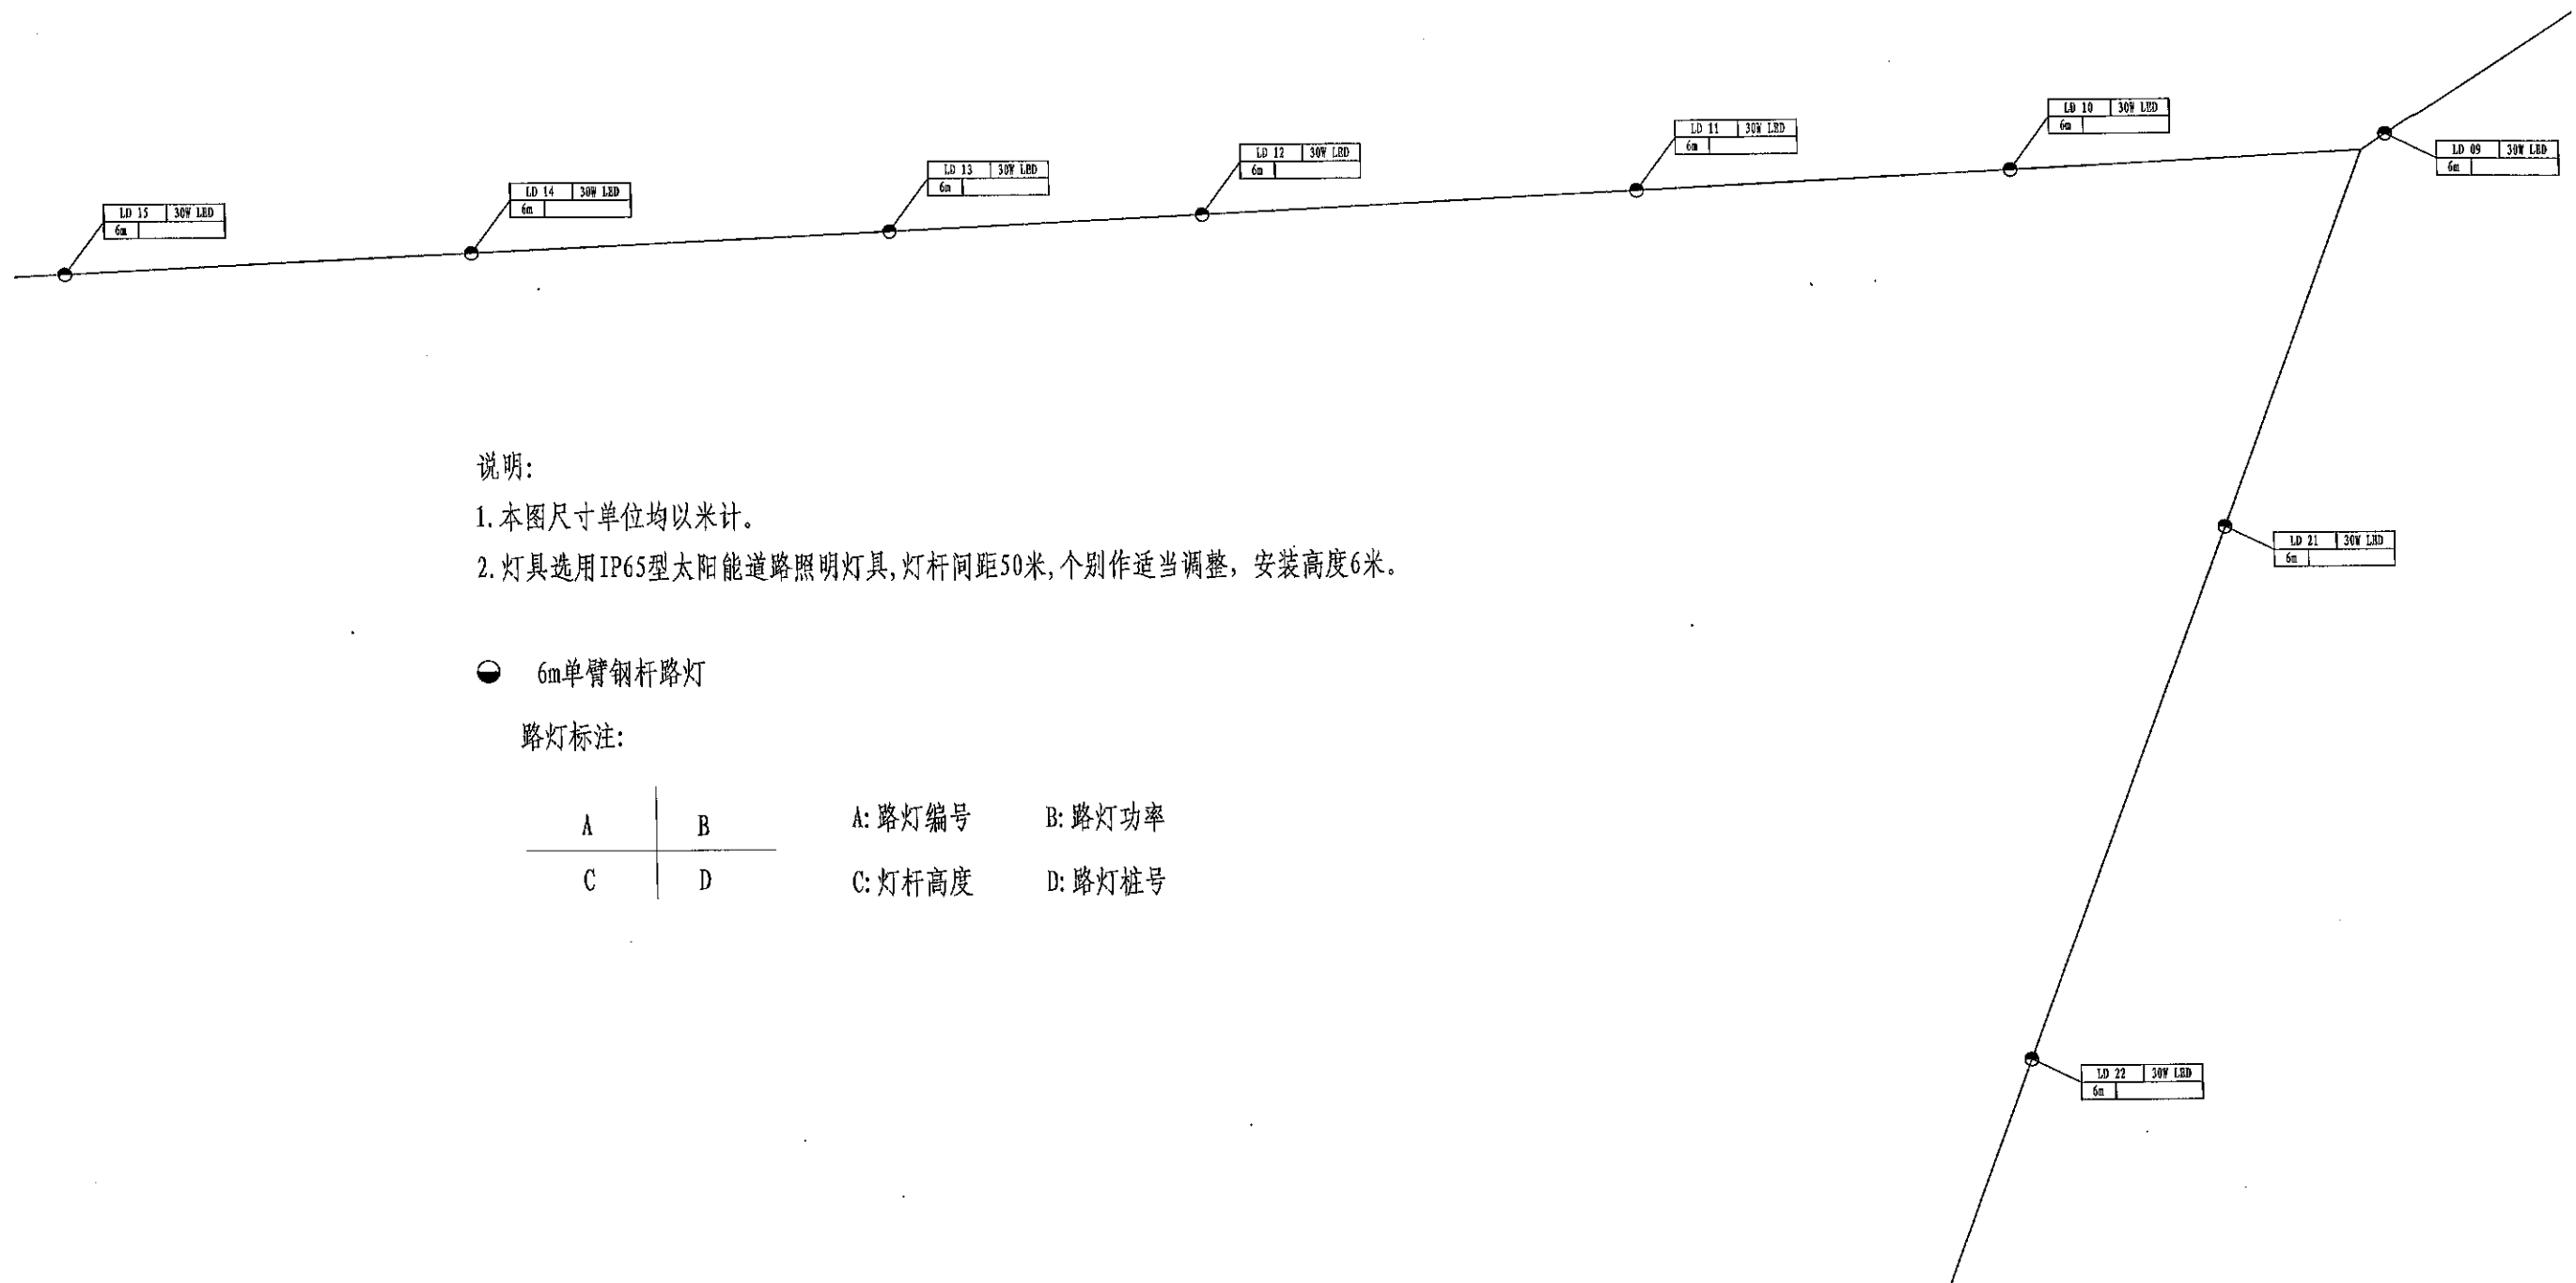 LD 10 30W LED
6m
LD 11 30W LED
6m
LD 09 30W LED
6m
LD 12 30W LED
6m
LD 13 30W LED
6m
LD 14 30W LED
6m
LD 15 30W LED
6m
说明:
1.本图尺寸单位均以米计。
2.灯具选用IP65型太阳能道路照明灯具,灯杆间距50米,个别作适当调整，安装高度6米。
LD 21 30W LED
6m
6m单臂钢杆路灯
路灯标注:
A B
C D
A:路灯编号 B:路灯功率
C:灯杆高度 D:路灯桩号
LD 22 30W LED
6m